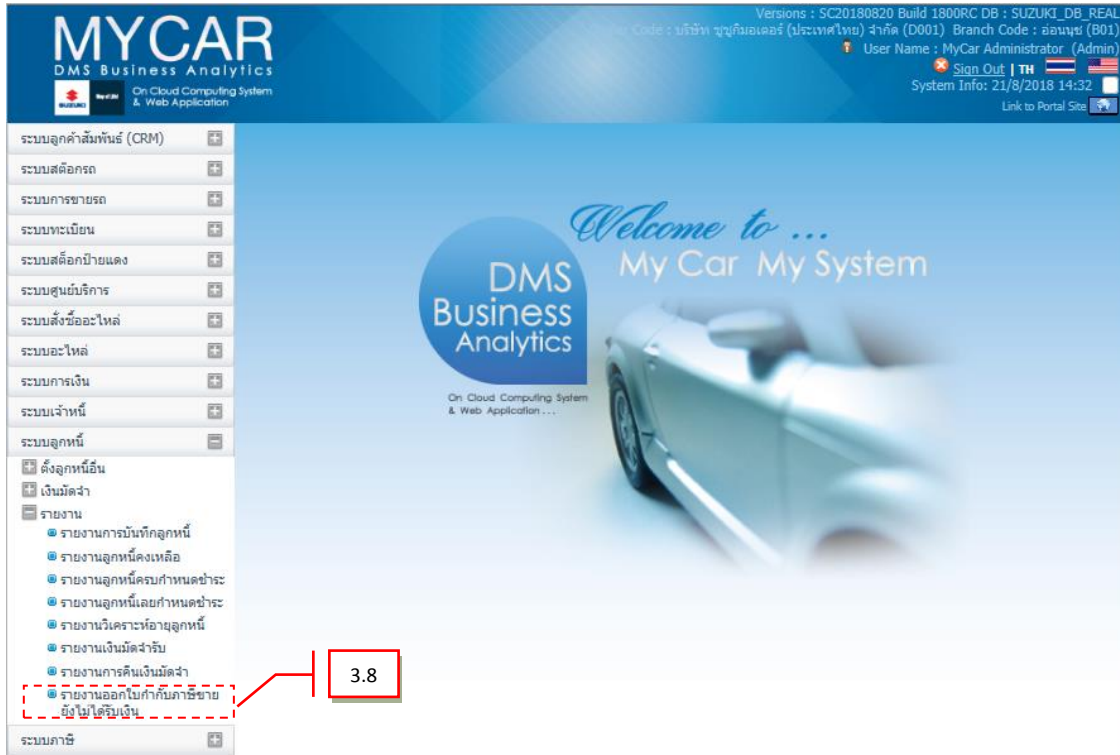 MYCAR
DMS Business Analytics
On Cloud Computing System
& Web Application
SUZUKI
Way of Life!
Versions : SC20180820 Build 1800RC DB : SUZUKI_DB_REAL
Code : บริษัท ซูซูกิมอเตอร์ (ประเทศไทย) จำกัด (D001) Branch Code : อ่อนนุช (B01)
User Name : MyCar Administrator (Admin)
Sign Out | TH
System Info: 21/8/2018 14:32
Link to Portal Site
ระบบลูกค้าสัมพันธ์ (CRM)
ระบบสต๊อกรถ
ระบบการขายรถ
ระบบทะเบียน
ระบบสต็อกป้ายแดง
ระบบศูนย์บริการ
ระบบสั่งซื้ออะไหล่
ระบบอะไหล่
ระบบการเงิน
ระบบเจ้าหนี้
ระบบลูกหนี้
ตั้งลูกหนี้อื่น
เงินมัดจำ
รายงาน
รายงานการบันทึกลูกหนี้
รายงานลูกหนี้คงเหลือ
รายงานลูกหนี้ครบกำหนดชำระ
รายงานลูกหนี้เลยกำหนดชำระ
รายงานวิเคราะห์อายุลูกหนี้
รายงานเงินมัดจำรับ
รายงานการคืนเงินมัดจำ
รายงานออกใบกำกับภาษีขาย
ยังไม่ได้รับเงิน
ระบบภาษี
3.8
Welcome to ...
My Car My System
DMS
Business
Analytics
On Cloud Computing System
& Web Application ...